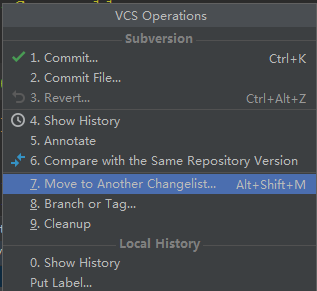 VCS Operations
Subversion
1. Commit... Ctrl+K
2. Commit File...
3. Revert... Ctrl+Alt+Z
4. Show History
5. Annotate
6. Compare with the Same Repository Version
7. Move to Another Changelist... Alt+Shift+M
8. Branch or Tag...
9. Cleanup
Local History
0. Show History
Put Label...